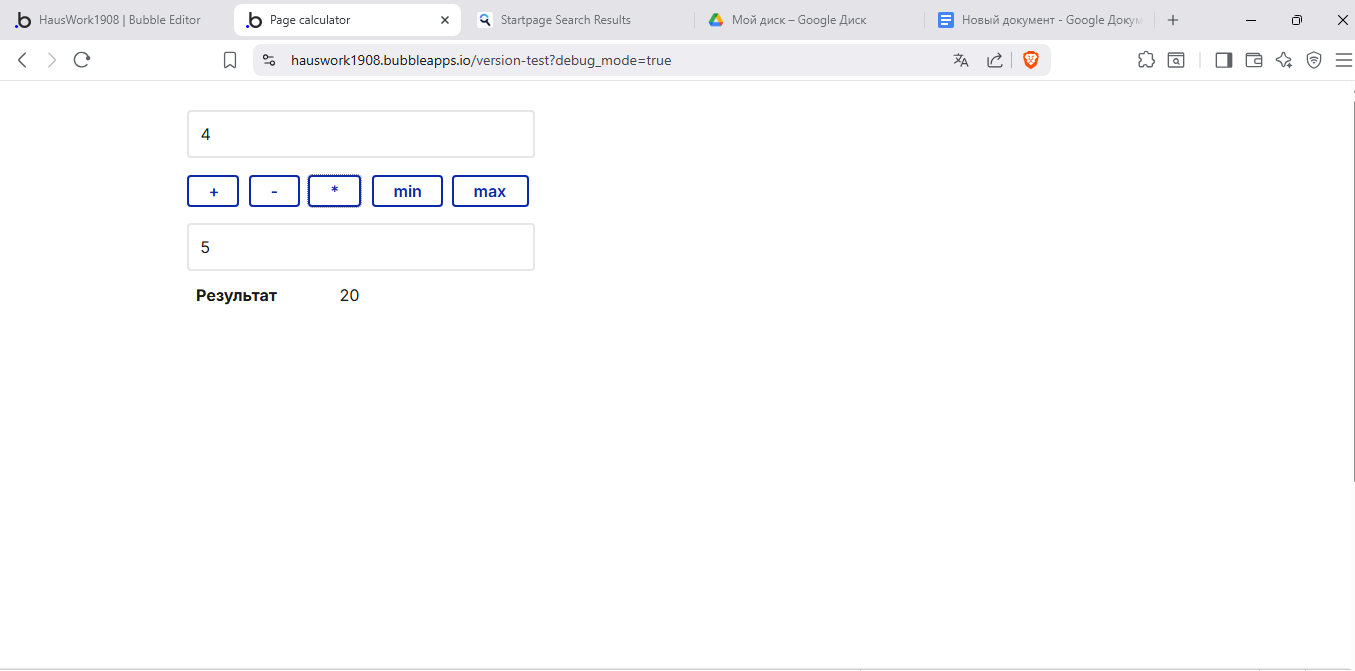 HausWork1908 | Bubble Editor
Page calculator
Startpage Search Results
Мой диск – Google Диск
Новый документ - Google Докум
hauswork1908.bubbleapps.io/version-test?debug_mode=true
4
+ - * min max
5
Результат 20